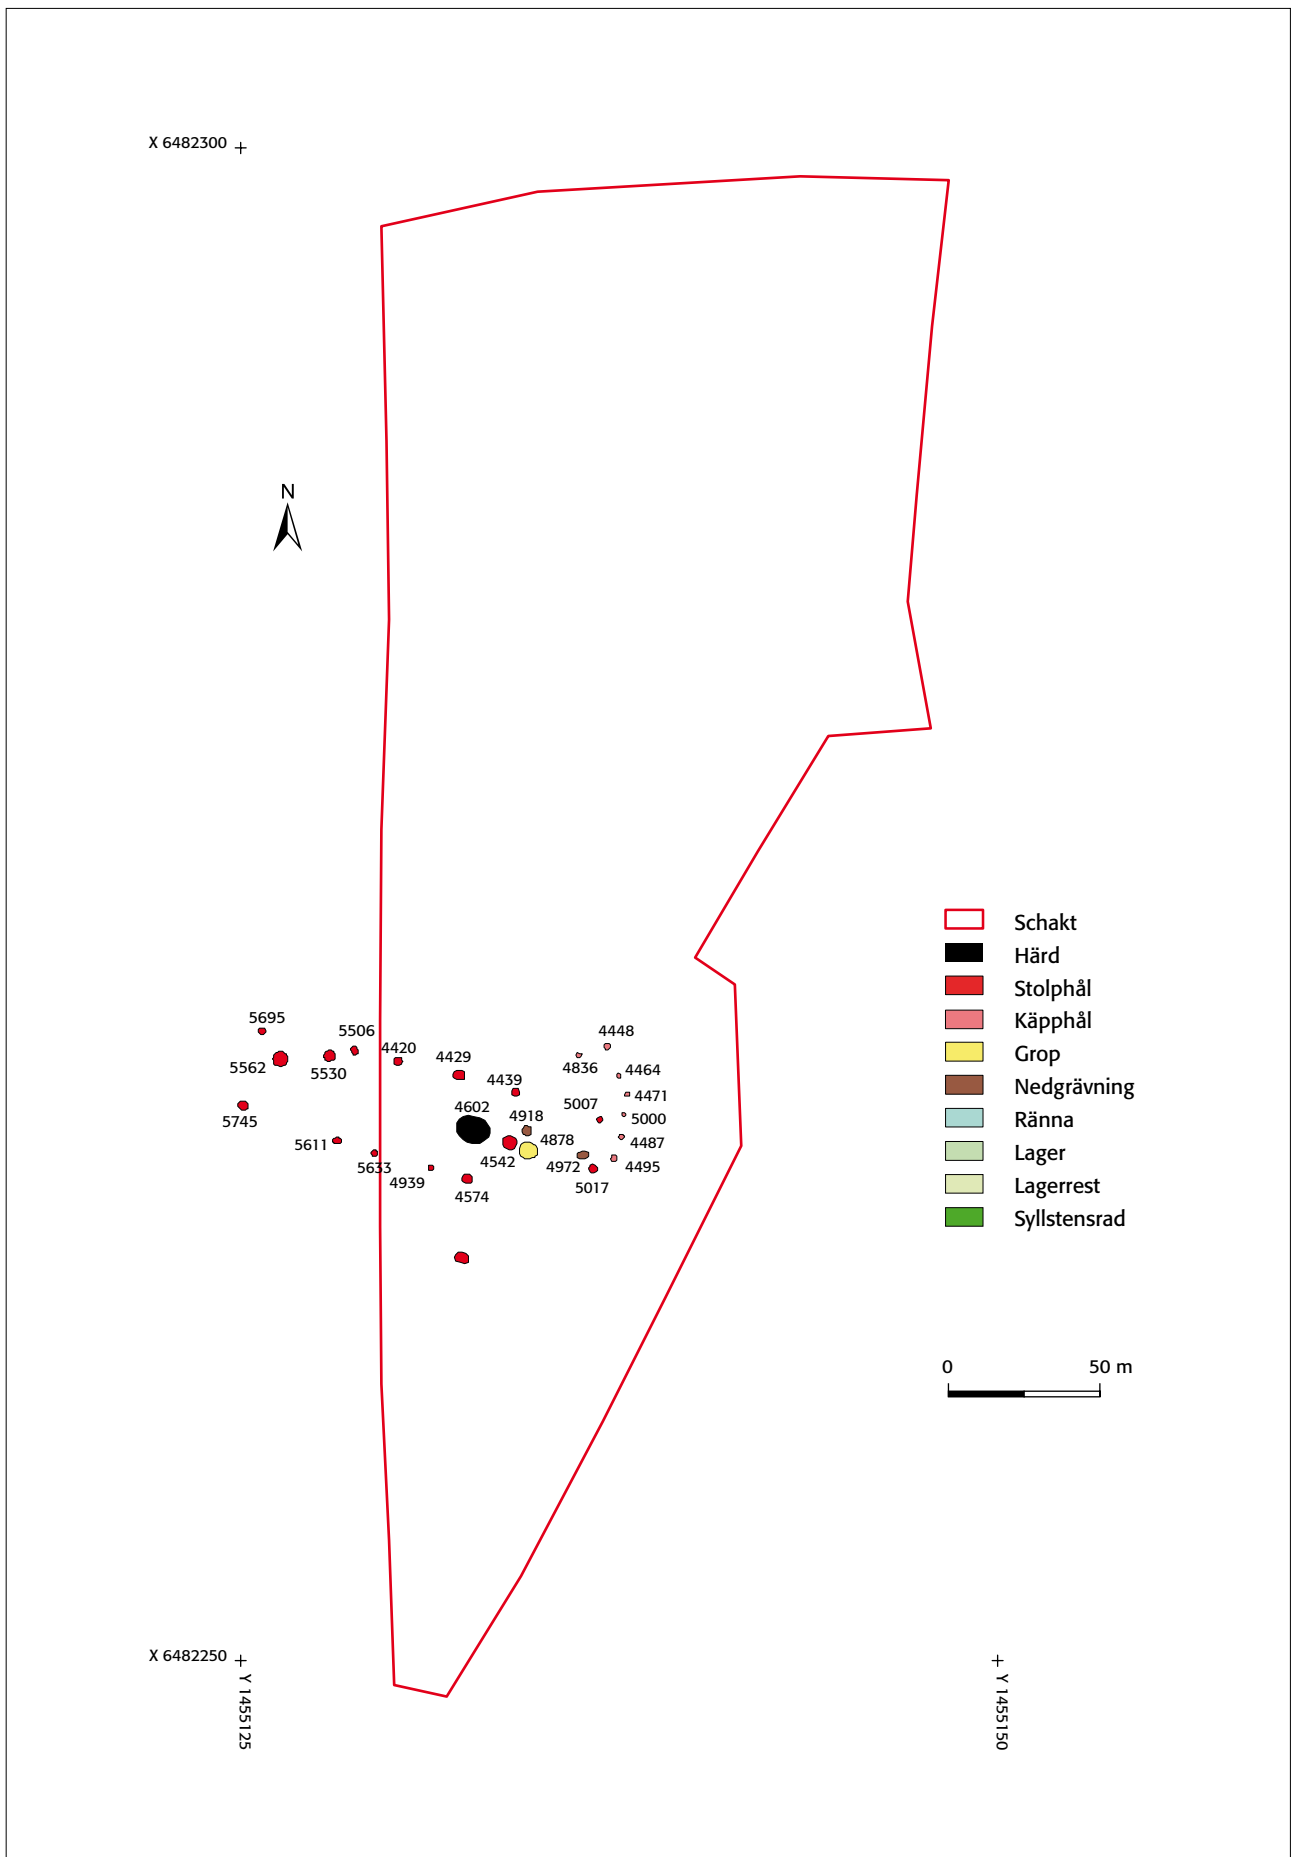 X 6482300
N
Schakt
Härd
Stolphål
Käpphål
Grop
Nedgrävning
Ränna
Lager
Lagerrest
Syllstensrad
5695
5506
4420
4448
5562
5530
4429
4836
4464
4439
4471
5745
4602
4918
5007
5000
5611
4878
4487
5633
4542
4972
4495
4939
4574
5017
0 50 m
X 6482250
Y 1455125
Y 1455150